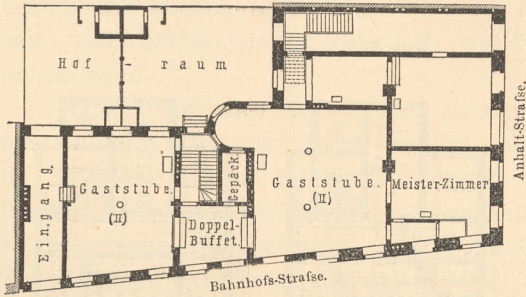 Hof-raum
Eingang.
Gaststube.
(II)
Doppel-
Buffet.
Gepäck
Gaststube.
(II)
Meister-Zimmer
Anhalt-Straſse.
Bahnhofs-Straſse.